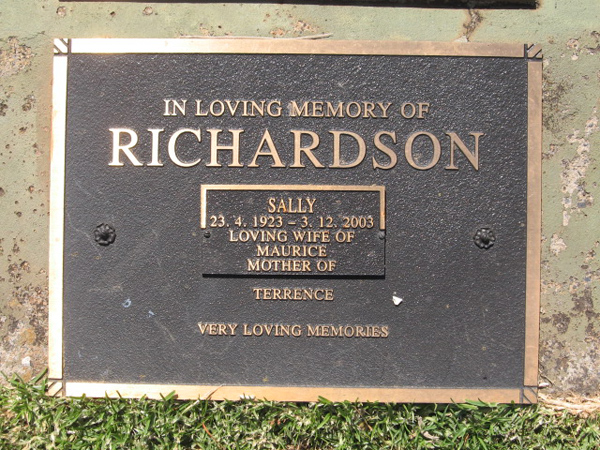 IN LOVING MEMORY OF
RICHARDSON
SALLY
23. 4. 1923 – 3. 12. 2003
LOVING WIFE OF
MAURICE
MOTHER OF
TERRENCE
VERY LOVING MEMORIES